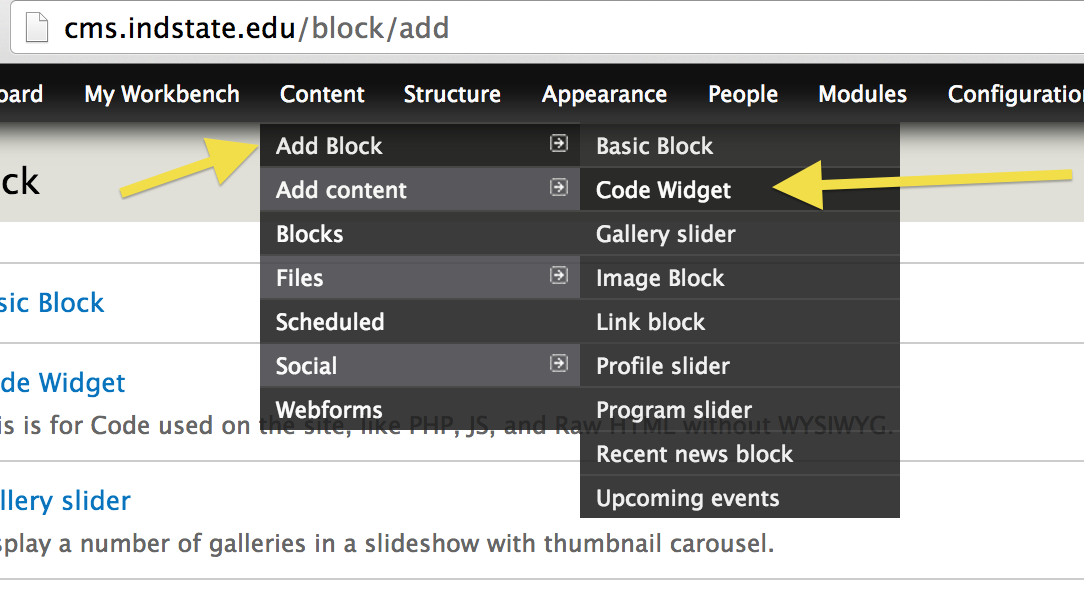 cms.indstate.edu/block/add
oard My Workbench Content Structure Appearance People Modules Configuratio
ck
Add Block
Add content
Blocks
Files
Scheduled
Social
Webforms
Basic Block
Code Widget
Gallery slider
Image Block
Link block
Profile slider
Program slider
Recent news block
Upcoming events
sic Block
de Widget
is is for Code used on the site, like PHP, JS, and Raw HTML without WYSIWYG.
llery slider
splay a number of galleries in a slideshow with thumbnail carousel.